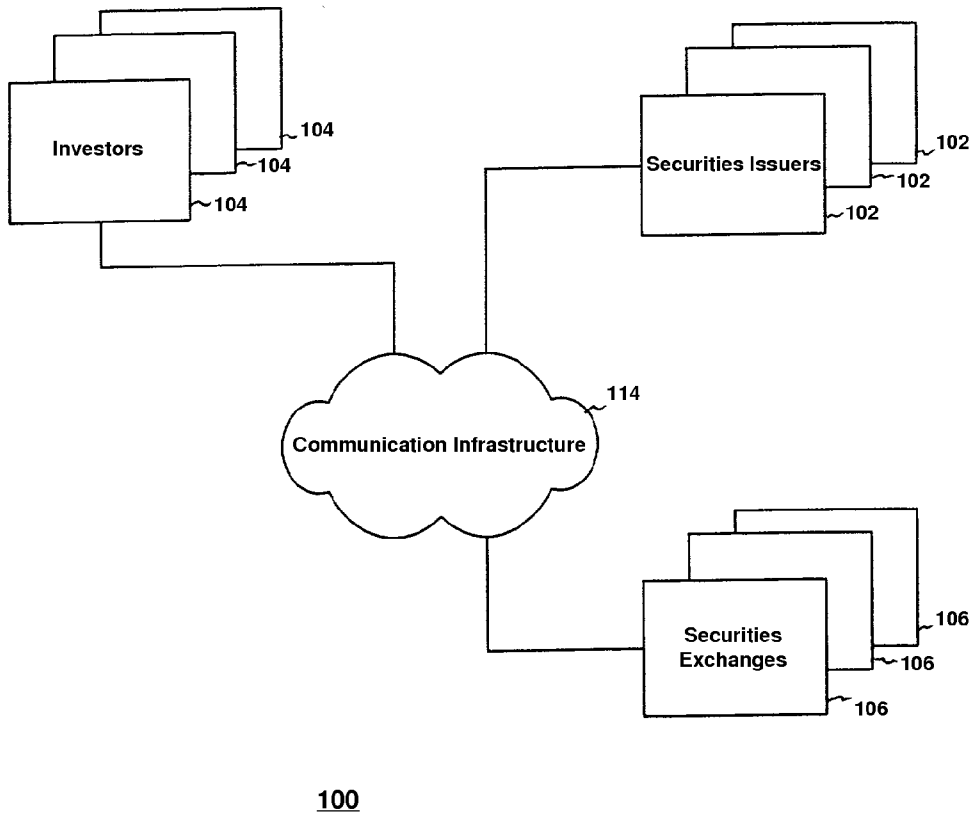 Investors
104
104
104
Securities Issuers
102
102
102
114
Communication Infrastructure
Securities
Exchanges
106
106
106
100